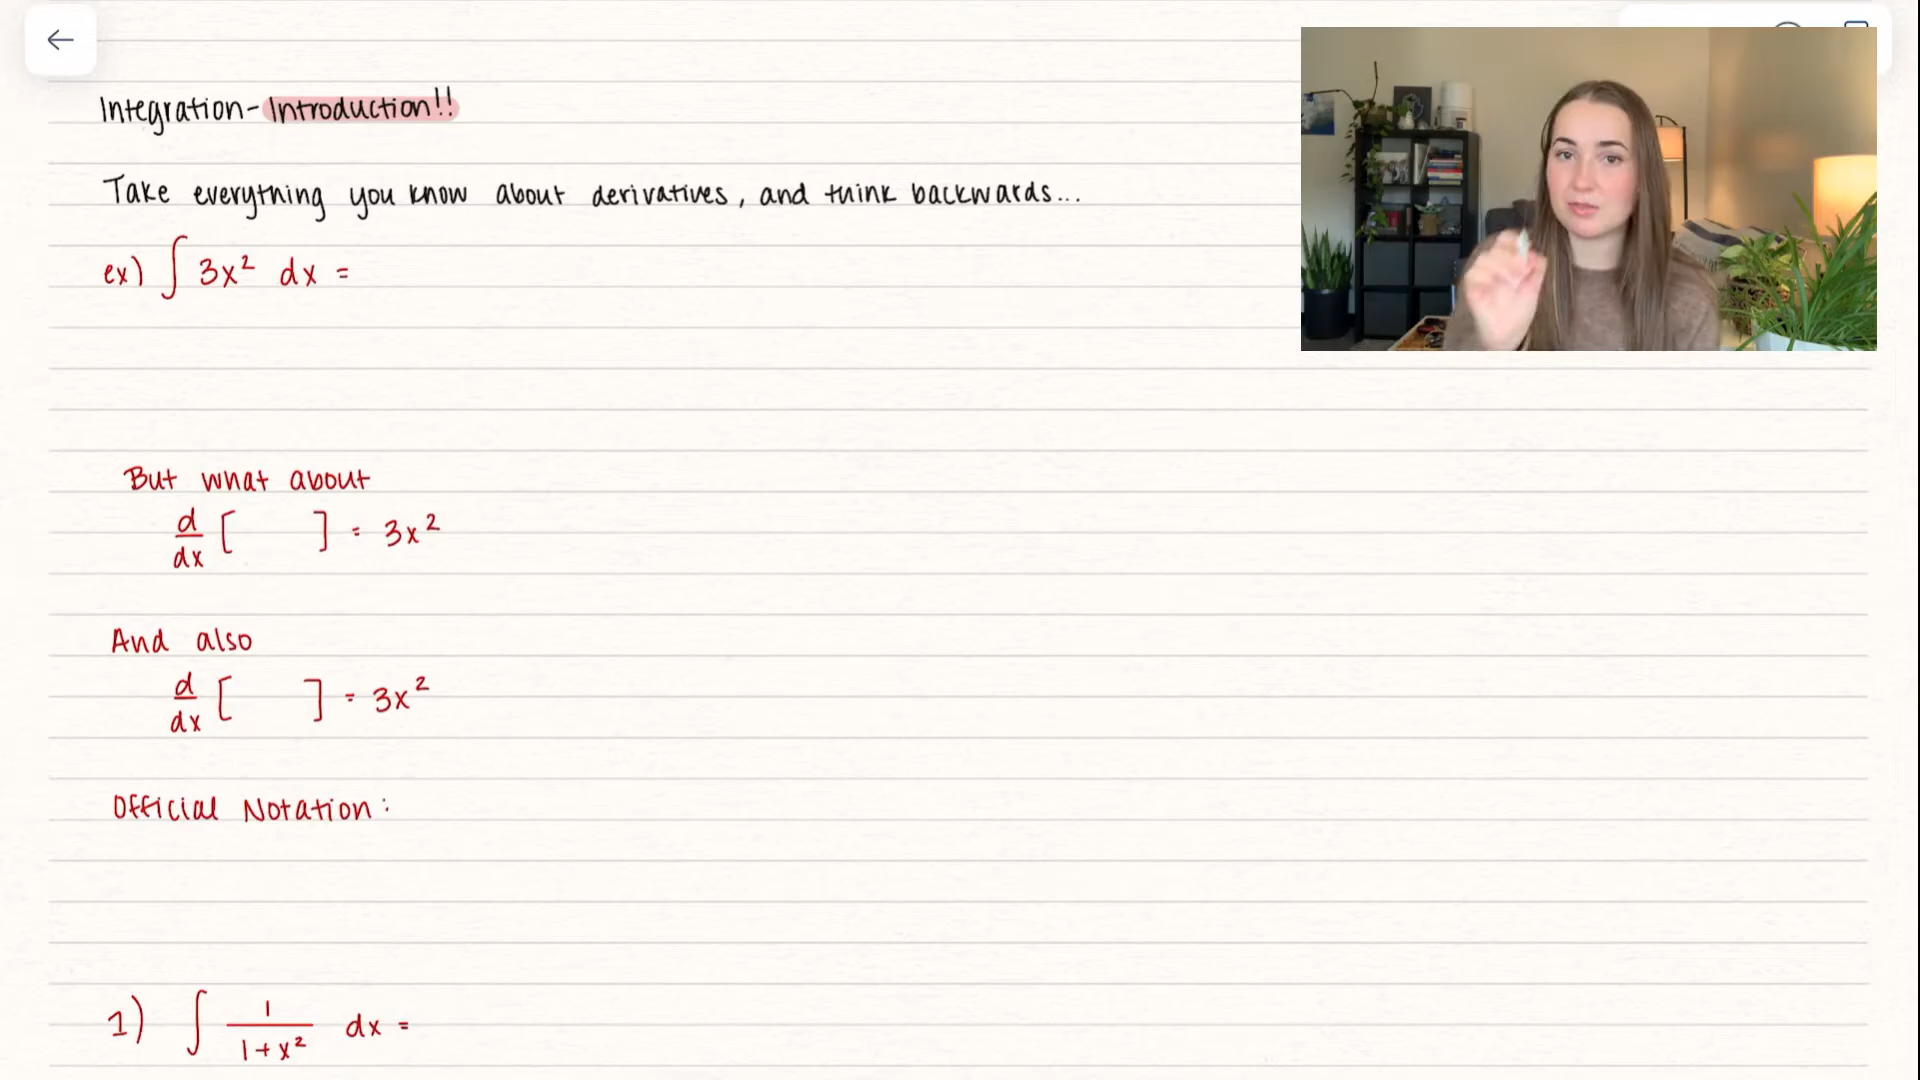 Integration- Introduction!!
Take everything you know about derivatives, and think backwards...
ex) ∫ 3x² dx =
But what about
d/dx [ ] = 3x²
And also
d/dx [ ] = 3x²
Official Notation:
1) ∫ 1/(1+x²) dx =